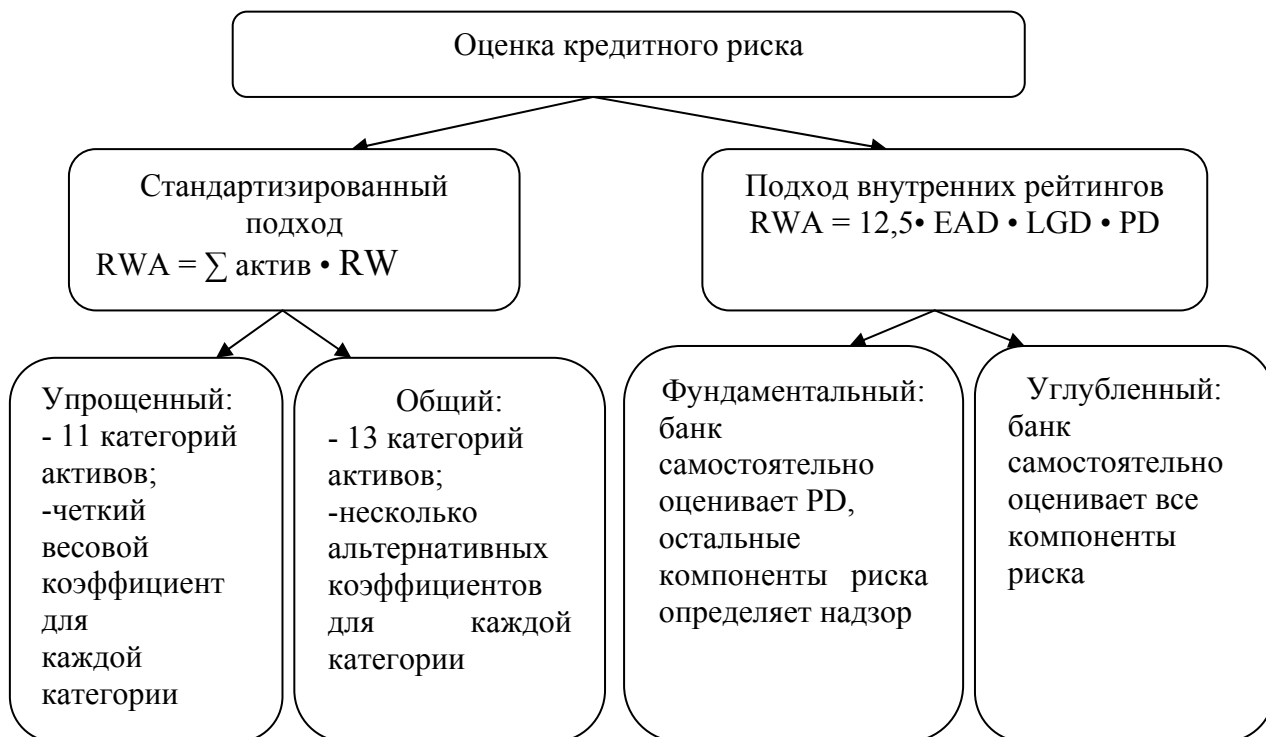 Оценка кредитного риска
Стандартизированный
подход
RWA = ∑ актив • RW
Подход внутренних рейтингов
RWA = 12,5• EAD • LGD • PD
Упрощенный:
- 11 категорий
активов;
-четкий
весовой
коэффициент
для
каждой
категории
Общий:
- 13 категорий
активов;
-несколько
альтернативных
коэффициентов
для каждой
категории
Фундаментальный:
банк
самостоятельно
оценивает PD,
остальные
компоненты риска
определяет надзор
Углубленный:
банк
самостоятельно
оценивает все
компоненты
риска